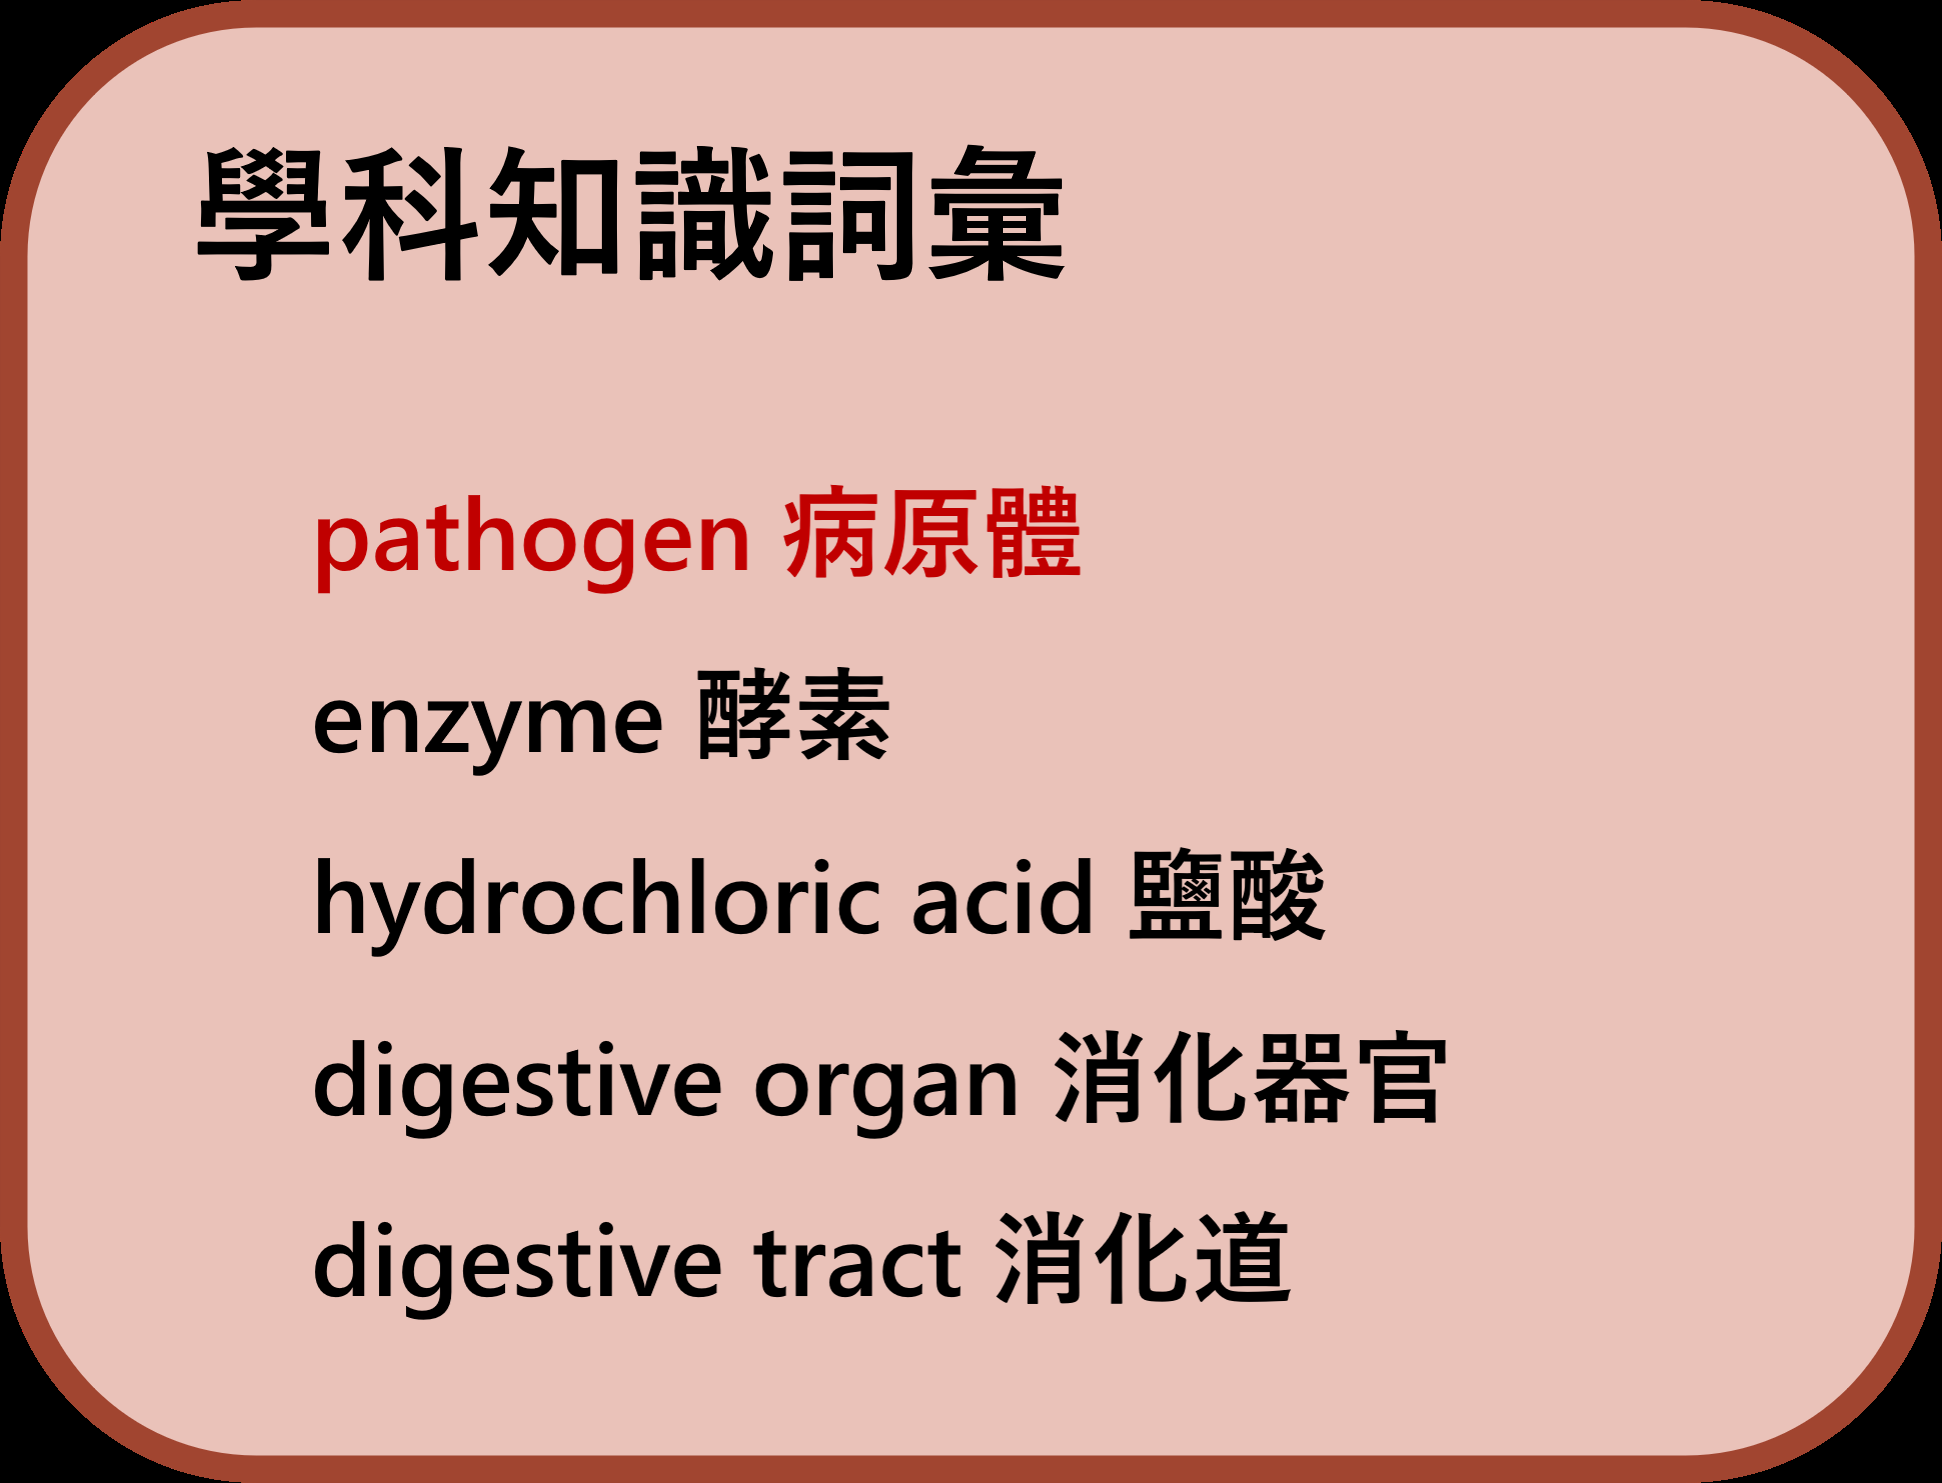 學科知識詞彙
pathogen 病原體
enzyme 酵素
hydrochloric acid 鹽酸
digestive organ 消化器官
digestive tract 消化道